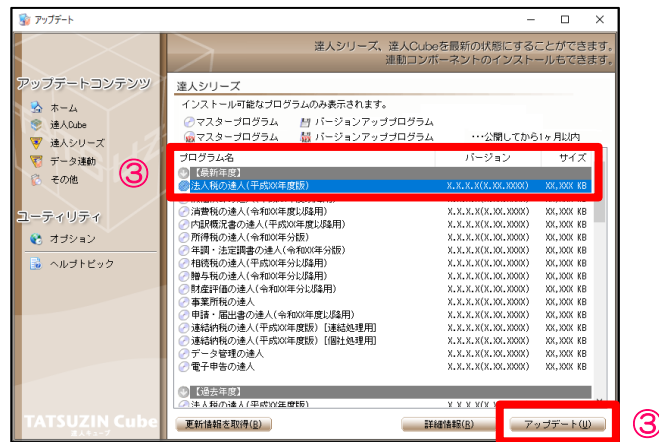 アップデート
達人シリーズ、達人Cubeを最新の状態にすることができます。
連動コンポーネントのインストールもできます。
アップデートコンテンツ
ホーム
達人Cube
達人シリーズ
データ連動
その他
③
ユーティリティ
オプション
ヘルプトピック
TATSUZIN Cube
達人キューブ
達人シリーズ
インストール可能なプログラムのみ表示されます。
マスタープログラム バージョンアッププログラム
マスタープログラム バージョンアッププログラム ・・・公開してから1ヶ月以内
プログラム名 バージョン サイズ
【最新年度】
法人税の達人(平成XX年度版) X.X.X.X(X.XX.XXXX) XX,XXX KB
消費税の達人(令和XX年度以降用) X.X.X.X(X.XX.XXXX) XX,XXX KB
内訳概況書の達人(平成XX年度以降用) X.X.X.X(X.XX.XXXX) XX,XXX KB
所得税の達人(令和XX年分版) X.X.X.X(X.XX.XXXX) XX,XXX KB
年調・法定調書の達人(令和XX年分版) X.X.X.X(X.XX.XXXX) XX,XXX KB
相続税の達人(平成XX年分以降用) X.X.X.X(X.XX.XXXX) XX,XXX KB
贈与税の達人(令和XX年分以降用) X.X.X.X(X.XX.XXXX) XX,XXX KB
財産評価の達人(令和XX年分以降用) X.X.X.X(X.XX.XXXX) XX,XXX KB
事業所税の達人 X.X.X.X(X.XX.XXXX) XX,XXX KB
申請・届出書の達人(令和XX年度以降用) X.X.X.X(X.XX.XXXX) XX,XXX KB
連結納税の達人(平成XX年度版)［連結処理用］ X.X.X.X(X.XX.XXXX) XX,XXX KB
連結納税の達人(平成XX年度版)［個社処理用］ X.X.X.X(X.XX.XXXX) XX,XXX KB
データ管理の達人 X.X.X.X(X.XX.XXXX) XX,XXX KB
電子申告の達人 X.X.X.X(X.XX.XXXX) XX,XXX KB
【過去年度】
法人税の達人(平成XX年度版)
更新情報を取得(R) 詳細情報(R) アップデート(U)
③